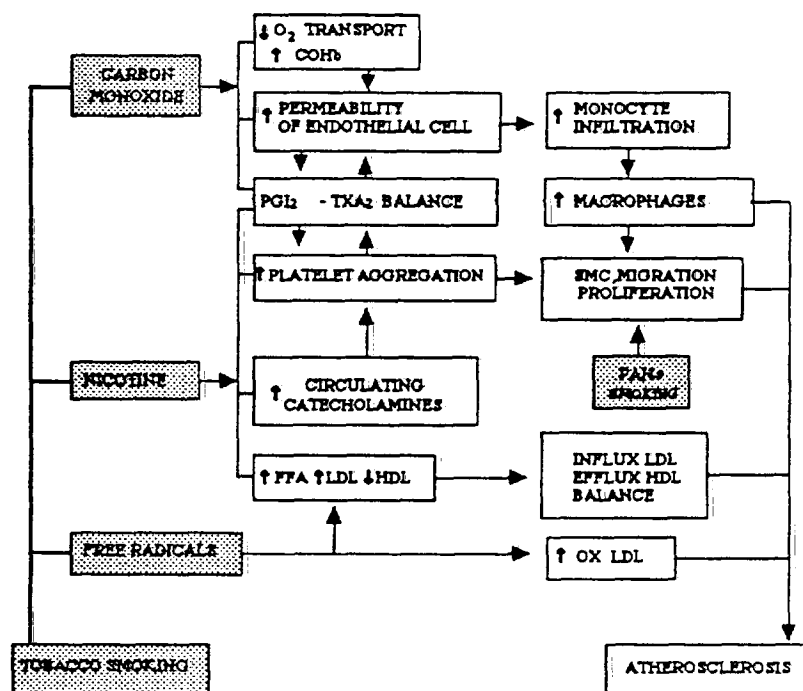 ↓ O₂ TRANSPORT
↑ COHb
CARBON
MONOXIDE
↑ PERMEABILITY
OF ENDOTHELIAL CELL
↑ MONOCYTE
INFILTRATION
PGI₂ - TXA₂ BALANCE
↑ MACROPHAGES
↑ PLATELET AGGREGATION
SMC, MIGRATION
PROLIFERATION
NICOTINE
↑ CIRCULATING
CATECHOLAMINES
PAHs
SMOKING
↑ FFA ↑ LDL ↓ HDL
INFLUX LDL
EFFLUX HDL
BALANCE
FREE RADICALS
↑ OX LDL
TOBACCO SMOKING
ATHEROSCLEROSIS